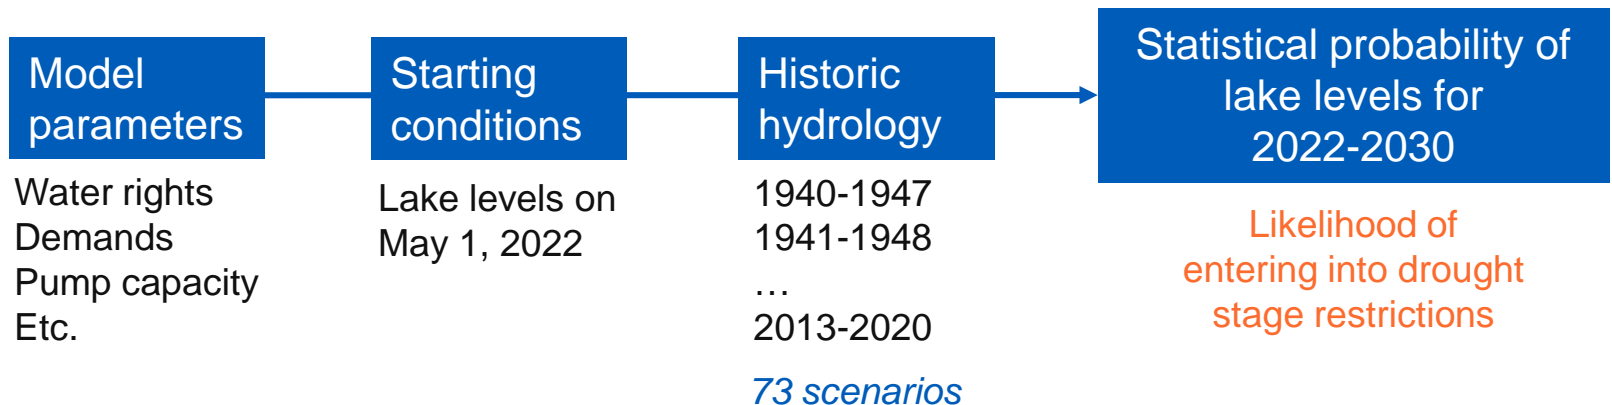 Model
parameters
Water rights
Demands
Pump capacity
Etc.
Starting
conditions
Lake levels on
May 1, 2022
Historic
hydrology
1940-1947
1941-1948
…
2013-2020
73 scenarios
Statistical probability of
lake levels for
2022-2030
Likelihood of
entering into drought
stage restrictions